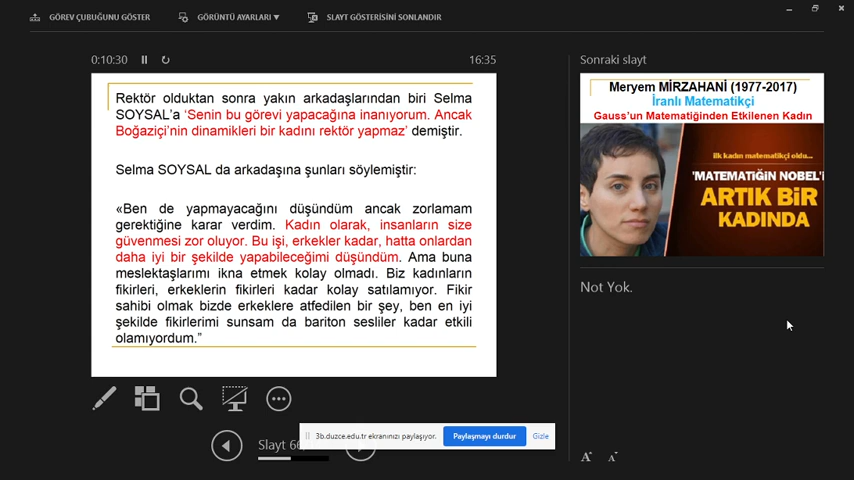 GÖREV ÇUBUĞUNU GÖSTER
GÖRÜNTÜ AYARLARI ▼
SLAYT GÖSTERİSİNİ SONLANDIR
0:10:30
16:35
Rektör olduktan sonra yakın arkadaşlarından biri Selma
SOYSAL'a 'Senin bu görevi yapacağına inanıyorum. Ancak
Boğaziçi'nin dinamikleri bir kadını rektör yapmaz' demiştir.
Selma SOYSAL da arkadaşına şunları söylemiştir:
«Ben de yapmayacağını düşündüm ancak zorlamam
gerektiğine karar verdim. Kadın olarak, insanların size
güvenmesi zor oluyor. Bu işi, erkekler kadar, hatta onlardan
daha iyi bir şekilde yapabileceğimi düşündüm. Ama buna
meslektaşlarımı ikna etmek kolay olmadı. Biz kadınların
fikirleri, erkeklerin fikirleri kadar kolay satılamıyor. Fikir
sahibi olmak bizde erkeklere atfedilen bir şey, ben en iyi
şekilde fikirlerimi sunsam da bariton sesliler kadar etkili
olamıyordum.”
Slayt 66
3b.duzce.edu.tr ekranınızı paylaşıyor.
Paylaşmayı durdur
Gizle
Sonraki slayt
Meryem MİRZAHANİ (1977-2017)
İranlı Matematikçi
Gauss'un Matematiğinden Etkilenen Kadın
İlk kadın matematikçi oldu...
'MATEMATİĞİN NOBEL'İ
ARTIK BİR
KADINDA
Not Yok.
A A